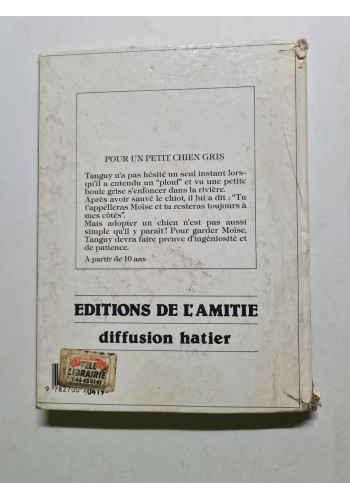 POUR UN PETIT CHIEN GRIS
Tanguy n'a pas hésité un seul instant lors-
qu'il a entendu un "plouf" et vu une petite
boule grise s'enfoncer dans la rivière.
Après avoir sauvé le chiot, il lui a dit : "Tu
t'appelleras Moïse et tu resteras toujours à
mes côtés".
Mais adopter un chien n'est pas aussi
simple qu'il y paraît! Pour garder Moïse,
Tanguy devra faire preuve d'ingéniosité et
de patience.
A partir de 10 ans
EDITIONS DE L'AMITIE
diffusion hatier
TÉLÉ
LIBRAIRIE
9 782700